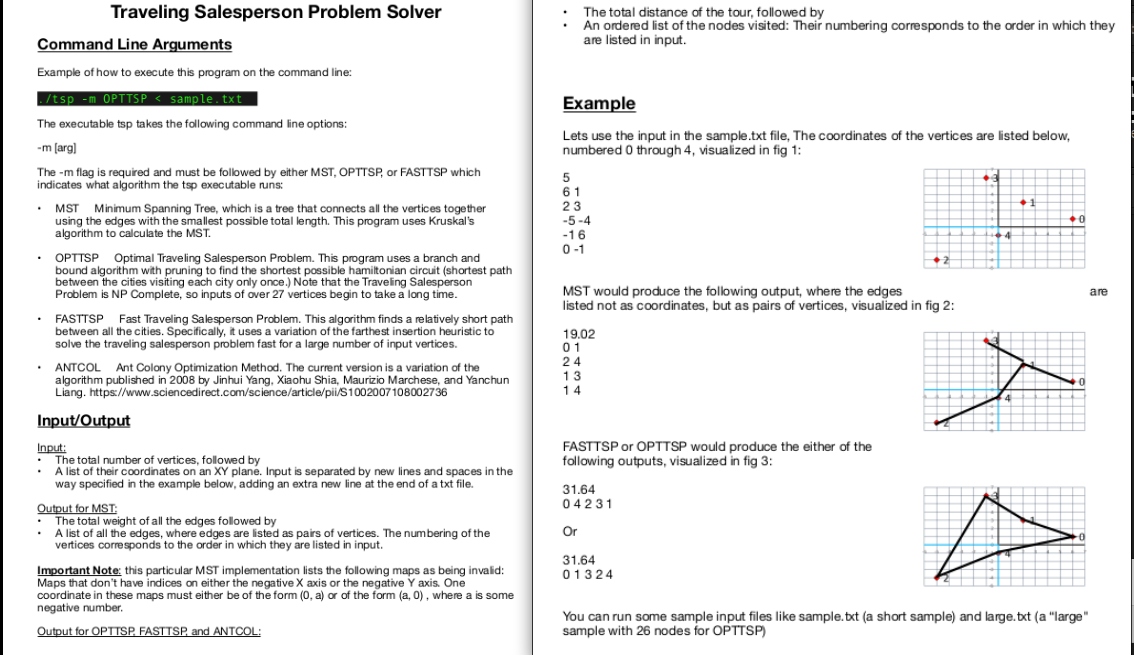 Traveling Salesperson Problem Solver
Command Line Arguments
Example of how to execute this program on the command line:
./tsp -m OPTTSP < sample.txt
The executable tsp takes the following command line options:
-m [arg]
The -m flag is required and must be followed by either MST, OPTTSP, or FASTTSP which
indicates what algorithm the tsp executable runs:
• MST Minimum Spanning Tree, which is a tree that connects all the vertices together
using the edges with the smallest possible total length. This program uses Kruskal's
algorithm to calculate the MST.
• OPTTSP Optimal Traveling Salesperson Problem. This program uses a branch and
bound algorithm with pruning to find the shortest possible hamiltonian circuit (shortest path
between the cities visiting each city only once.) Note that the Traveling Salesperson
Problem is NP Complete, so inputs of over 27 vertices begin to take a long time.
• FASTTSP Fast Traveling Salesperson Problem. This algorithm finds a relatively short path
between all the cities. Specifically, it uses a variation of the farthest insertion heuristic to
solve the traveling salesperson problem fast for a large number of input vertices.
• ANTCOL Ant Colony Optimization Method. The current version is a variation of the
algorithm published in 2008 by Jinhui Yang, Xiaohu Shia, Maurizio Marchese, and Yanchun
Liang. https://www.sciencedirect.com/science/article/pii/S1002007108002736
Input/Output
Input:
• The total number of vertices, followed by
• A list of their coordinates on an XY plane. Input is separated by new lines and spaces in the
way specified in the example below, adding an extra new line at the end of a txt file.
Output for MST:
• The total weight of all the edges followed by
• A list of all the edges, where edges are listed as pairs of vertices. The numbering of the
vertices corresponds to the order in which they are listed in input.
Important Note: this particular MST implementation lists the following maps as being invalid:
Maps that don't have indices on either the negative X axis or the negative Y axis. One
coordinate in these maps must either be of the form (0, a) or of the form (a, 0) , where a is some
negative number.
Output for OPTTSP, FASTTSP, and ANTCOL:
• The total distance of the tour, followed by
• An ordered list of the nodes visited: Their numbering corresponds to the order in which they
are listed in input.
Example
Lets use the input in the sample.txt file, The coordinates of the vertices are listed below,
numbered 0 through 4, visualized in fig 1:
5
6 1
2 3
-5 -4
-1 6
0 -1
3
1
0
4
2
MST would produce the following output, where the edges are
listed not as coordinates, but as pairs of vertices, visualized in fig 2:
19.02
0 1
2 4
1 3
1 4
3
1
0
4
2
FASTTSP or OPTTSP would produce the either of the
following outputs, visualized in fig 3:
31.64
0 4 2 3 1
Or
31.64
0 1 3 2 4
3
1
0
4
2
You can run some sample input files like sample.txt (a short sample) and large.txt (a "large"
sample with 26 nodes for OPTTSP)